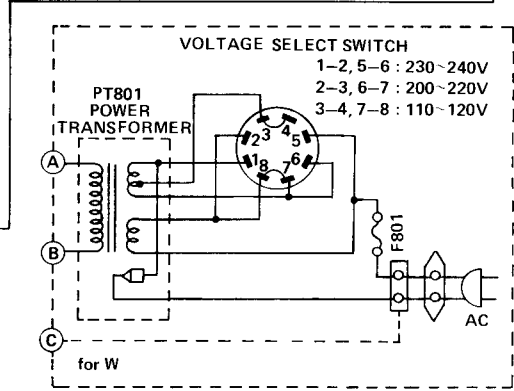 VOLTAGE SELECT SWITCH
1–2, 5–6 : 230~240V
2–3, 6–7 : 200~220V
3–4, 7–8 : 110~120V
PT801
POWER
TRANSFORMER
3 4
2 5
1 6
8 7
A
B
F801
AC
C
for W